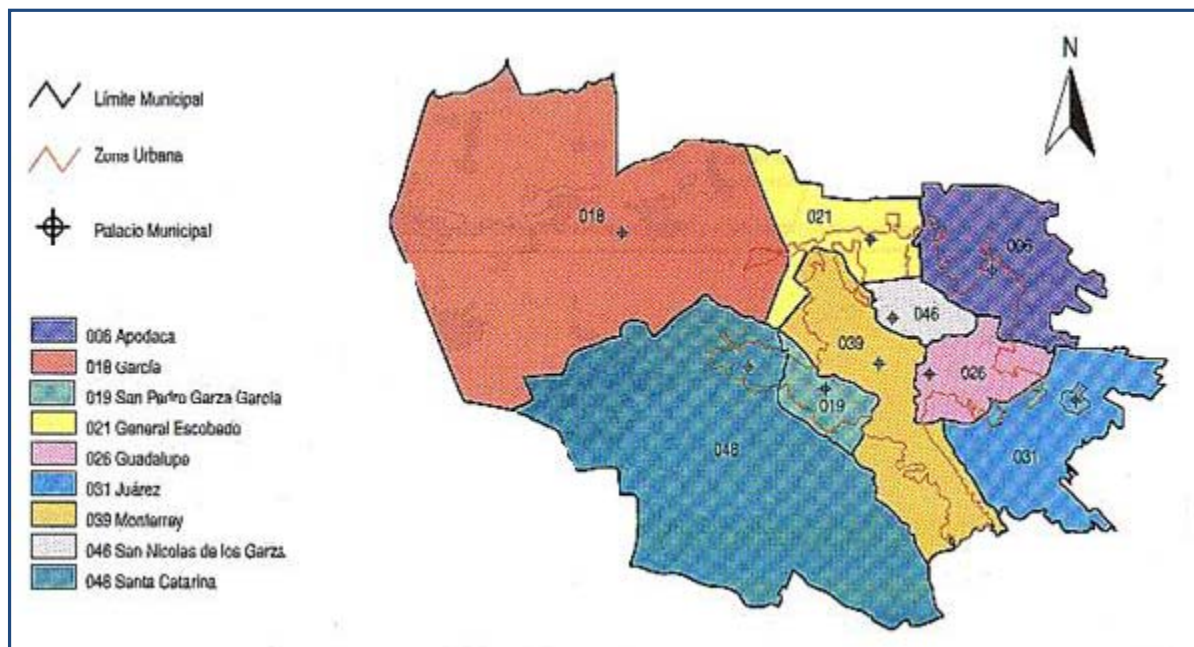 N
Límite Municipal
Zona Urbana
Palacio Municipal
018
021
006
046
039
026
019
048
031
006 Apodaca
018 García
019 San Pedro Garza García
021 General Escobedo
026 Guadalupe
031 Juárez
039 Monterrey
046 San Nicolas de los Garza
048 Santa Catarina